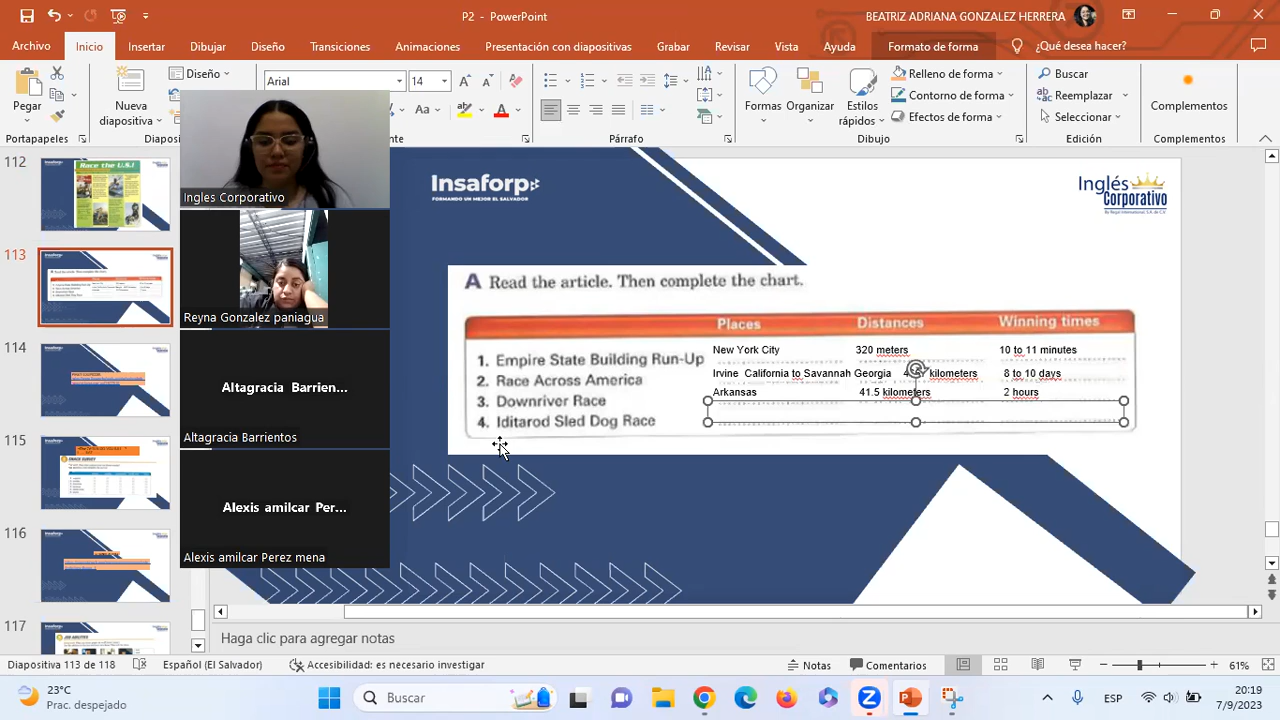 P2 - PowerPoint
BEATRIZ ADRIANA GONZALEZ HERRERA
Archivo Inicio Insertar Dibujar Diseño Transiciones Animaciones Presentación con diapositivas Grabar Revisar Vista Ayuda Formato de forma ¿Qué desea hacer?
Pegar
Portapapeles
Nueva
diapositiva
Diseño
Arial 14
Aa
Párrafo
Formas Organizar Estilos
rápidos
Relleno de forma
Contorno de forma
Efectos de forma
Dibujo
Buscar
Reemplazar
Seleccionar
Edición
Complementos
Complementos
112
Race the U.S.!
113
114
115
116
117
Ingles Corporativo
Reyna Gonzalez paniagua
Altagracia Barrien...
Altagracia Barrientos
Alexis amilcar Per...
Alexis amilcar Perez mena
Insaforp
FORMANDO UN MEJOR EL SALVADOR
Inglés
Corporativo
A Read the article. Then complete the chart.
Places Distances Winning times
1. Empire State Building Run-Up New York City 320 meters 10 to 11 minutes
2. Race Across America Irvine California to Georgia kilometers 8 to 10 days
3. Downriver Race Arkansas 41.5 kilometers 2 hours
4. Iditarod Sled Dog Race
Haga clic para agregar notas
Diapositiva 113 de 118 Español (El Salvador) Accesibilidad: es necesario investigar Notas Comentarios 61%
23°C
Prac. despejado
Buscar
ESP
20:19
7/9/2023